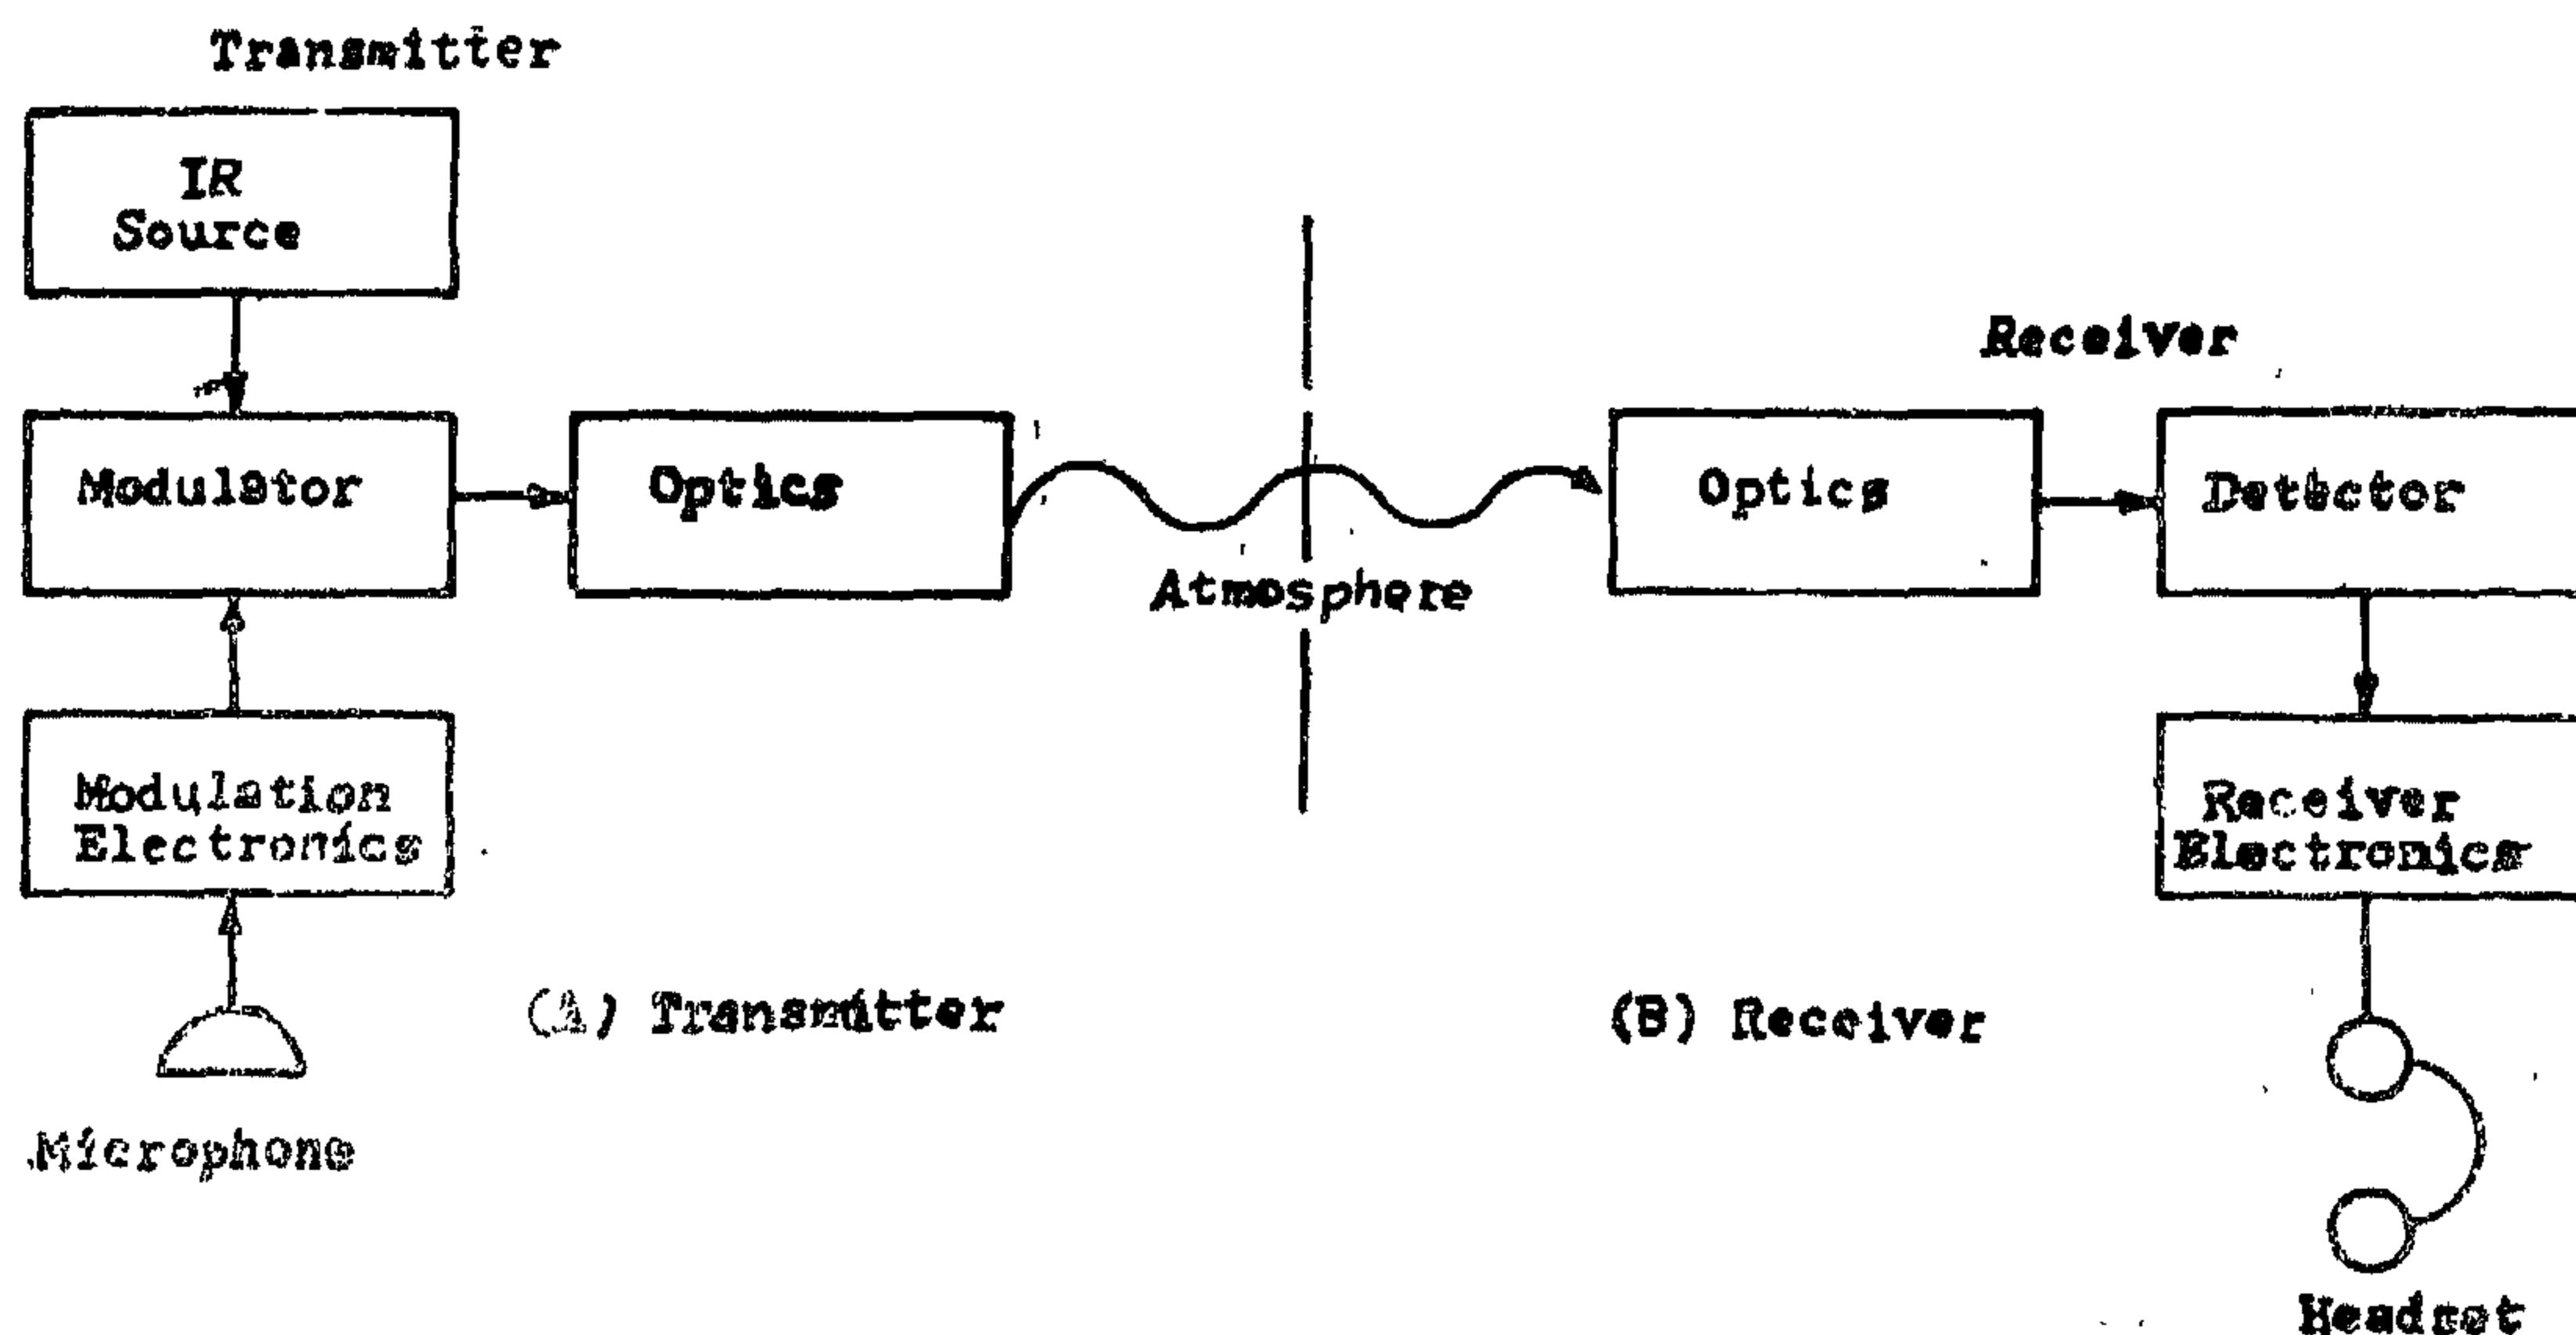 Transmitter
IR
Source
Modulator
Optics
Modulation
Electronics
Microphone
(A) Transmitter
Atmosphere
Receiver
Optics
Detector
Receiver
Electronics
(B) Receiver
Headset